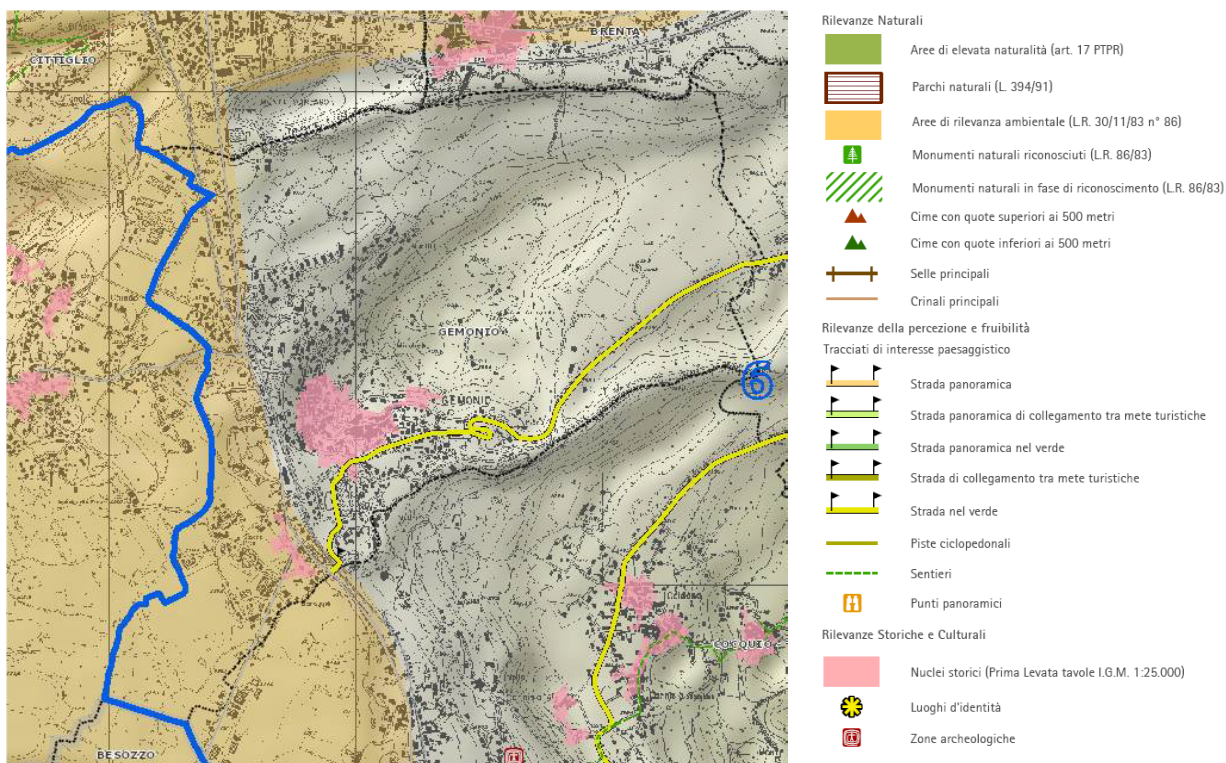 BRENTA
CITTIGLIO
GEMONIO
GEMONIO
6
COCQUIO
BESOZZO
Rilevanze Naturali
Aree di elevata naturalità (art. 17 PTPR)
Parchi naturali (L. 394/91)
Aree di rilevanza ambientale (L.R. 30/11/83 n° 86)
Monumenti naturali riconosciuti (L.R. 86/83)
Monumenti naturali in fase di riconoscimento (L.R. 86/83)
Cime con quote superiori ai 500 metri
Cime con quote inferiori ai 500 metri
Selle principali
Crinali principali
Rilevanze della percezione e fruibilità
Tracciati di interesse paesaggistico
Strada panoramica
Strada panoramica di collegamento tra mete turistiche
Strada panoramica nel verde
Strada di collegamento tra mete turistiche
Strada nel verde
Piste ciclopedonali
Sentieri
Punti panoramici
Rilevanze Storiche e Culturali
Nuclei storici (Prima Levata tavole I.G.M. 1:25.000)
Luoghi d'identità
Zone archeologiche